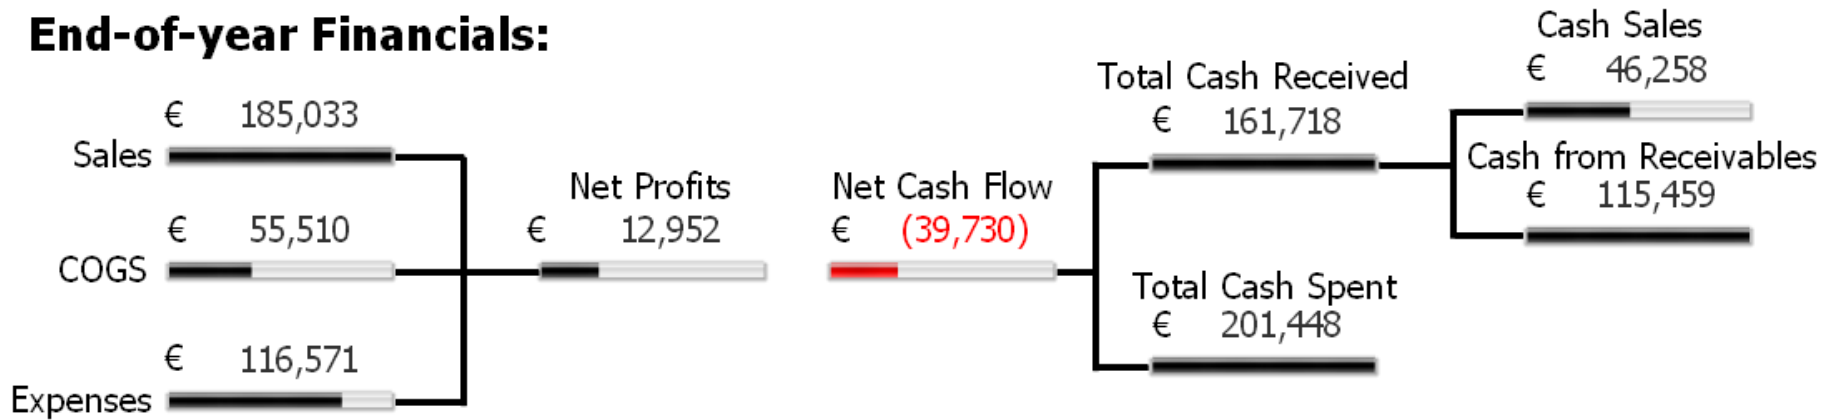 End-of-year Financials:
€ 185,033
Sales
€ 55,510
COGS
€ 116,571
Expenses
Net Profits
€ 12,952
Net Cash Flow
€ (39,730)
Total Cash Received
€ 161,718
Total Cash Spent
€ 201,448
Cash Sales
€ 46,258
Cash from Receivables
€ 115,459